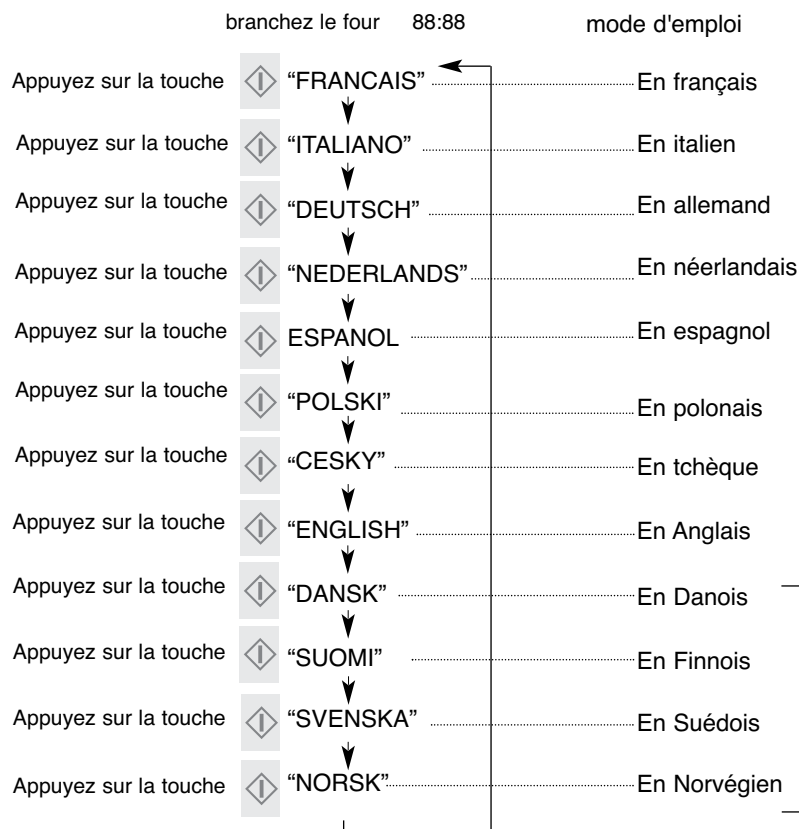 branchez le four 88:88 mode d'emploi
Appuyez sur la touche “FRANCAIS” En français
Appuyez sur la touche “ITALIANO” En italien
Appuyez sur la touche “DEUTSCH” En allemand
Appuyez sur la touche “NEDERLANDS” En néerlandais
Appuyez sur la touche ESPANOL En espagnol
Appuyez sur la touche “POLSKI” En polonais
Appuyez sur la touche “CESKY” En tchèque
Appuyez sur la touche “ENGLISH” En Anglais
Appuyez sur la touche “DANSK” En Danois
Appuyez sur la touche “SUOMI” En Finnois
Appuyez sur la touche “SVENSKA” En Suédois
Appuyez sur la touche “NORSK” En Norvégien